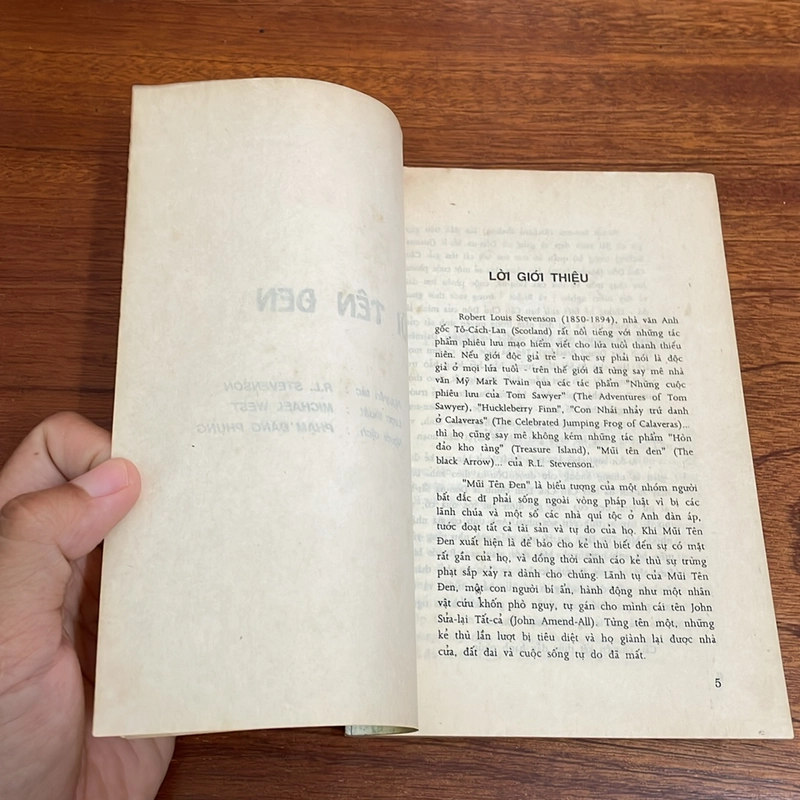 TÊN ĐEN
R.L. STEVENSON
MICHAEL WEST
PHẠM ĐĂNG PHỤNG
LỜI GIỚI THIỆU
Robert Louis Stevenson (1850-1894), nhà văn Anh
gốc Tô-Cách-Lan (Scotland) rất nổi tiếng với những tác
phẩm phiêu lưu mạo hiểm viết cho lứa tuổi thanh thiếu
niên. Nếu giới độc giả trẻ - thực sự phải nói là độc
giả ở mọi lứa tuổi - trên thế giới đã từng say mê nhà
văn Mỹ Mark Twain qua các tác phẩm "Những cuộc
phiêu lưu của Tom Sawyer" (The Adventures of Tom
Sawyer), "Huckleberry Finn", "Con Nhái nhảy trứ danh
ở Calaveras" (The Celebrated Jumping Frog of Calaveras)...
thì họ cũng say mê không kém những tác phẩm "Hòn
đảo kho tàng" (Treasure Island), "Mũi tên đen" (The
black Arrow)... của R.L. Stevenson.
"Mũi Tên Đen" là biểu tượng của một nhóm người
bất đắc dĩ phải sống ngoài vòng pháp luật vì bị các
lãnh chúa và một số các nhà quí tộc ở Anh đàn áp,
tước đoạt tất cả tài sản và tự do của họ. Khi Mũi Tên
Đen xuất hiện là để báo cho kẻ thù biết đến sự có mặt
rất gần của họ, và đồng thời cảnh cáo kẻ thù sự trừng
phạt sắp xảy ra dành cho chúng. Lãnh tụ của Mũi Tên
Đen, một con người bí ẩn, hành động như một nhân
vật cứu khốn phò nguy, tự gán cho mình cái tên John
Sửa-lại Tất-cả (John Amend-All). Từng tên một, những
kẻ thù lần lượt bị tiêu diệt và họ giành lại được nhà
cửa, đất đai và cuộc sống tự do đã mất.
5